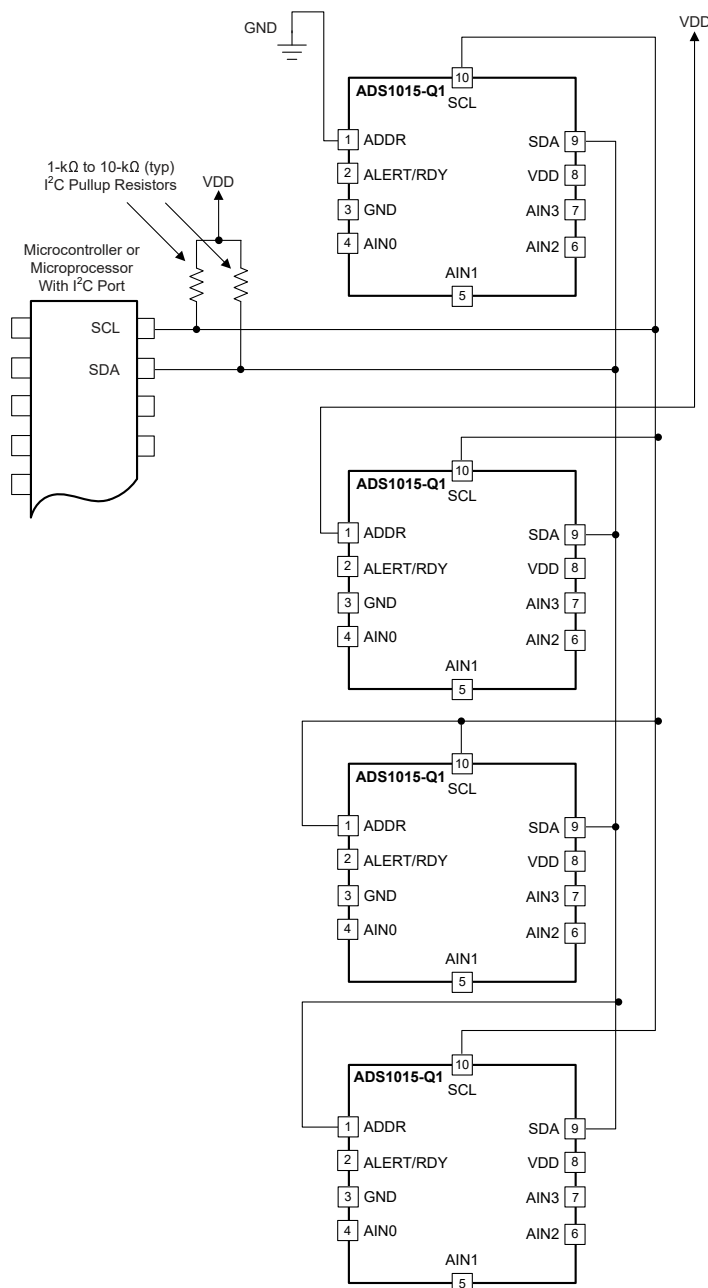 GND
VDD
10
ADS1015-Q1
SCL
1 ADDR
SDA 9
2 ALERT/RDY
VDD 8
3 GND
AIN3 7
4 AIN0
AIN2 6
AIN1
5
1-kΩ to 10-kΩ (typ)
I²C Pullup Resistors
VDD
Microcontroller or
Microprocessor
With I²C Port
SCL
SDA
10
ADS1015-Q1
SCL
1 ADDR
SDA 9
2 ALERT/RDY
VDD 8
3 GND
AIN3 7
4 AIN0
AIN2 6
AIN1
5
10
ADS1015-Q1
SCL
1 ADDR
SDA 9
2 ALERT/RDY
VDD 8
3 GND
AIN3 7
4 AIN0
AIN2 6
AIN1
5
10
ADS1015-Q1
SCL
1 ADDR
SDA 9
2 ALERT/RDY
VDD 8
3 GND
AIN3 7
4 AIN0
AIN2 6
AIN1
5